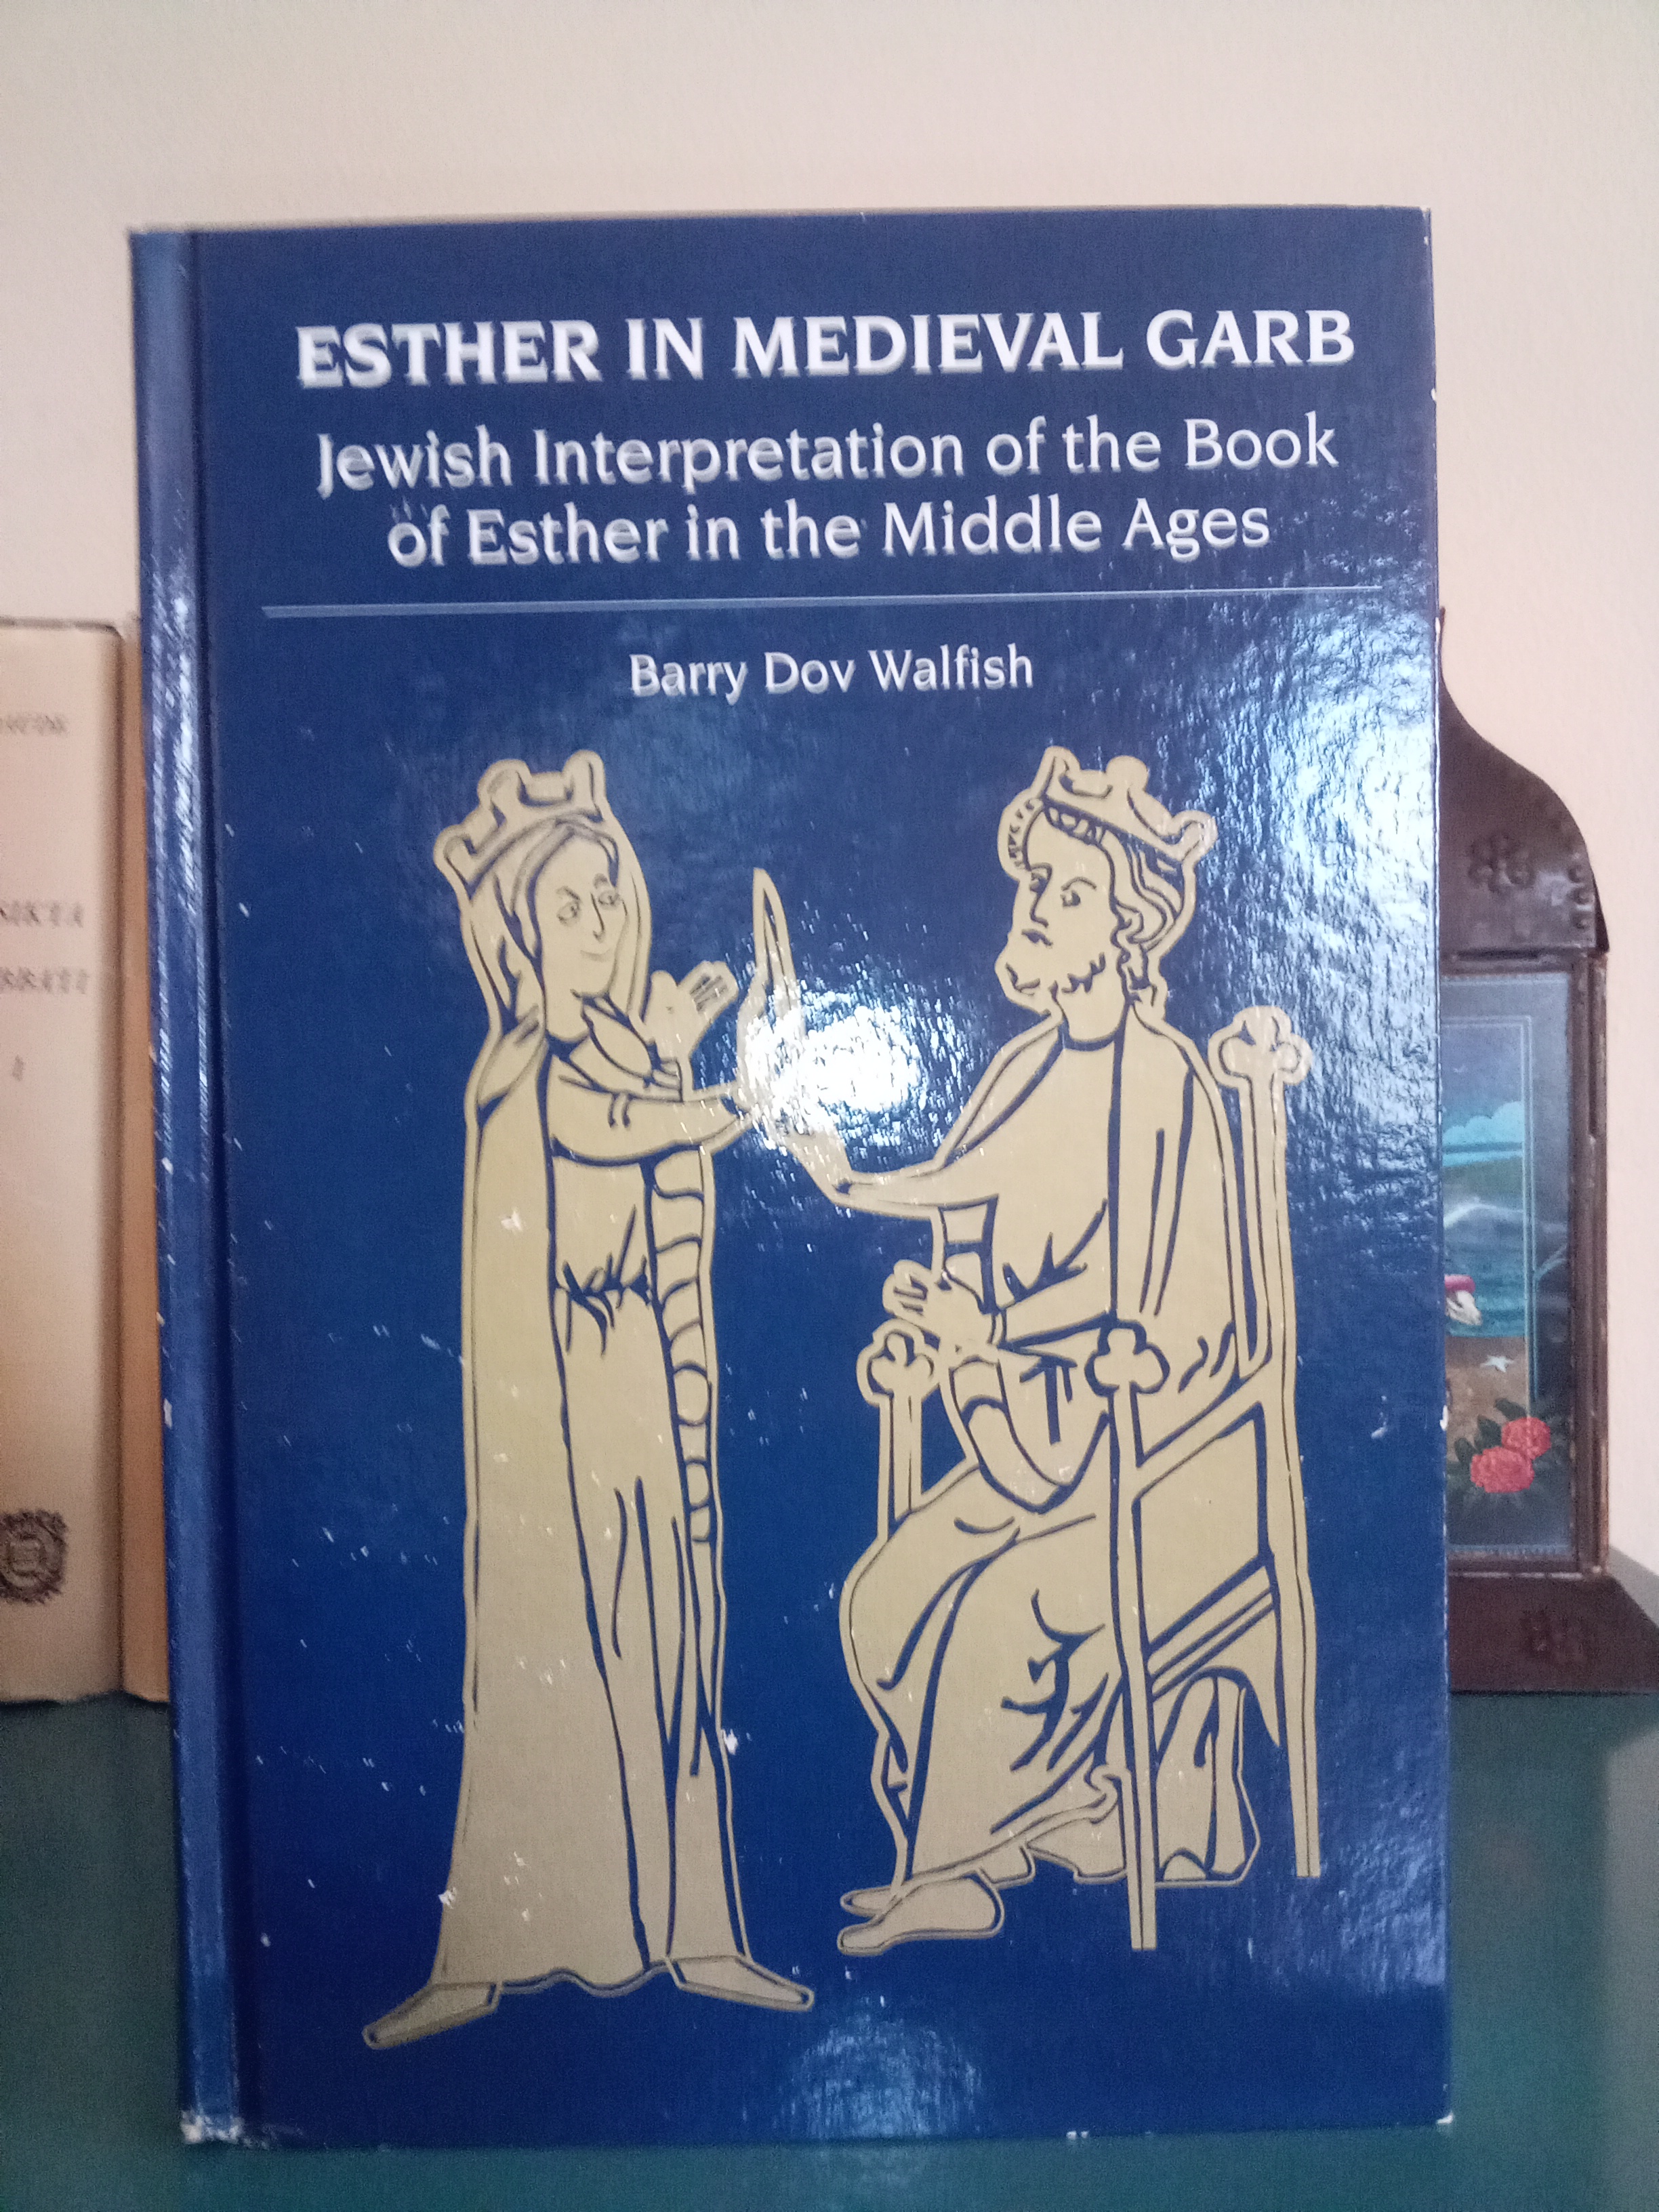 ESTHER IN MEDIEVAL GARB
Jewish Interpretation of the Book
of Esther in the Middle Ages
Barry Dov Walfish